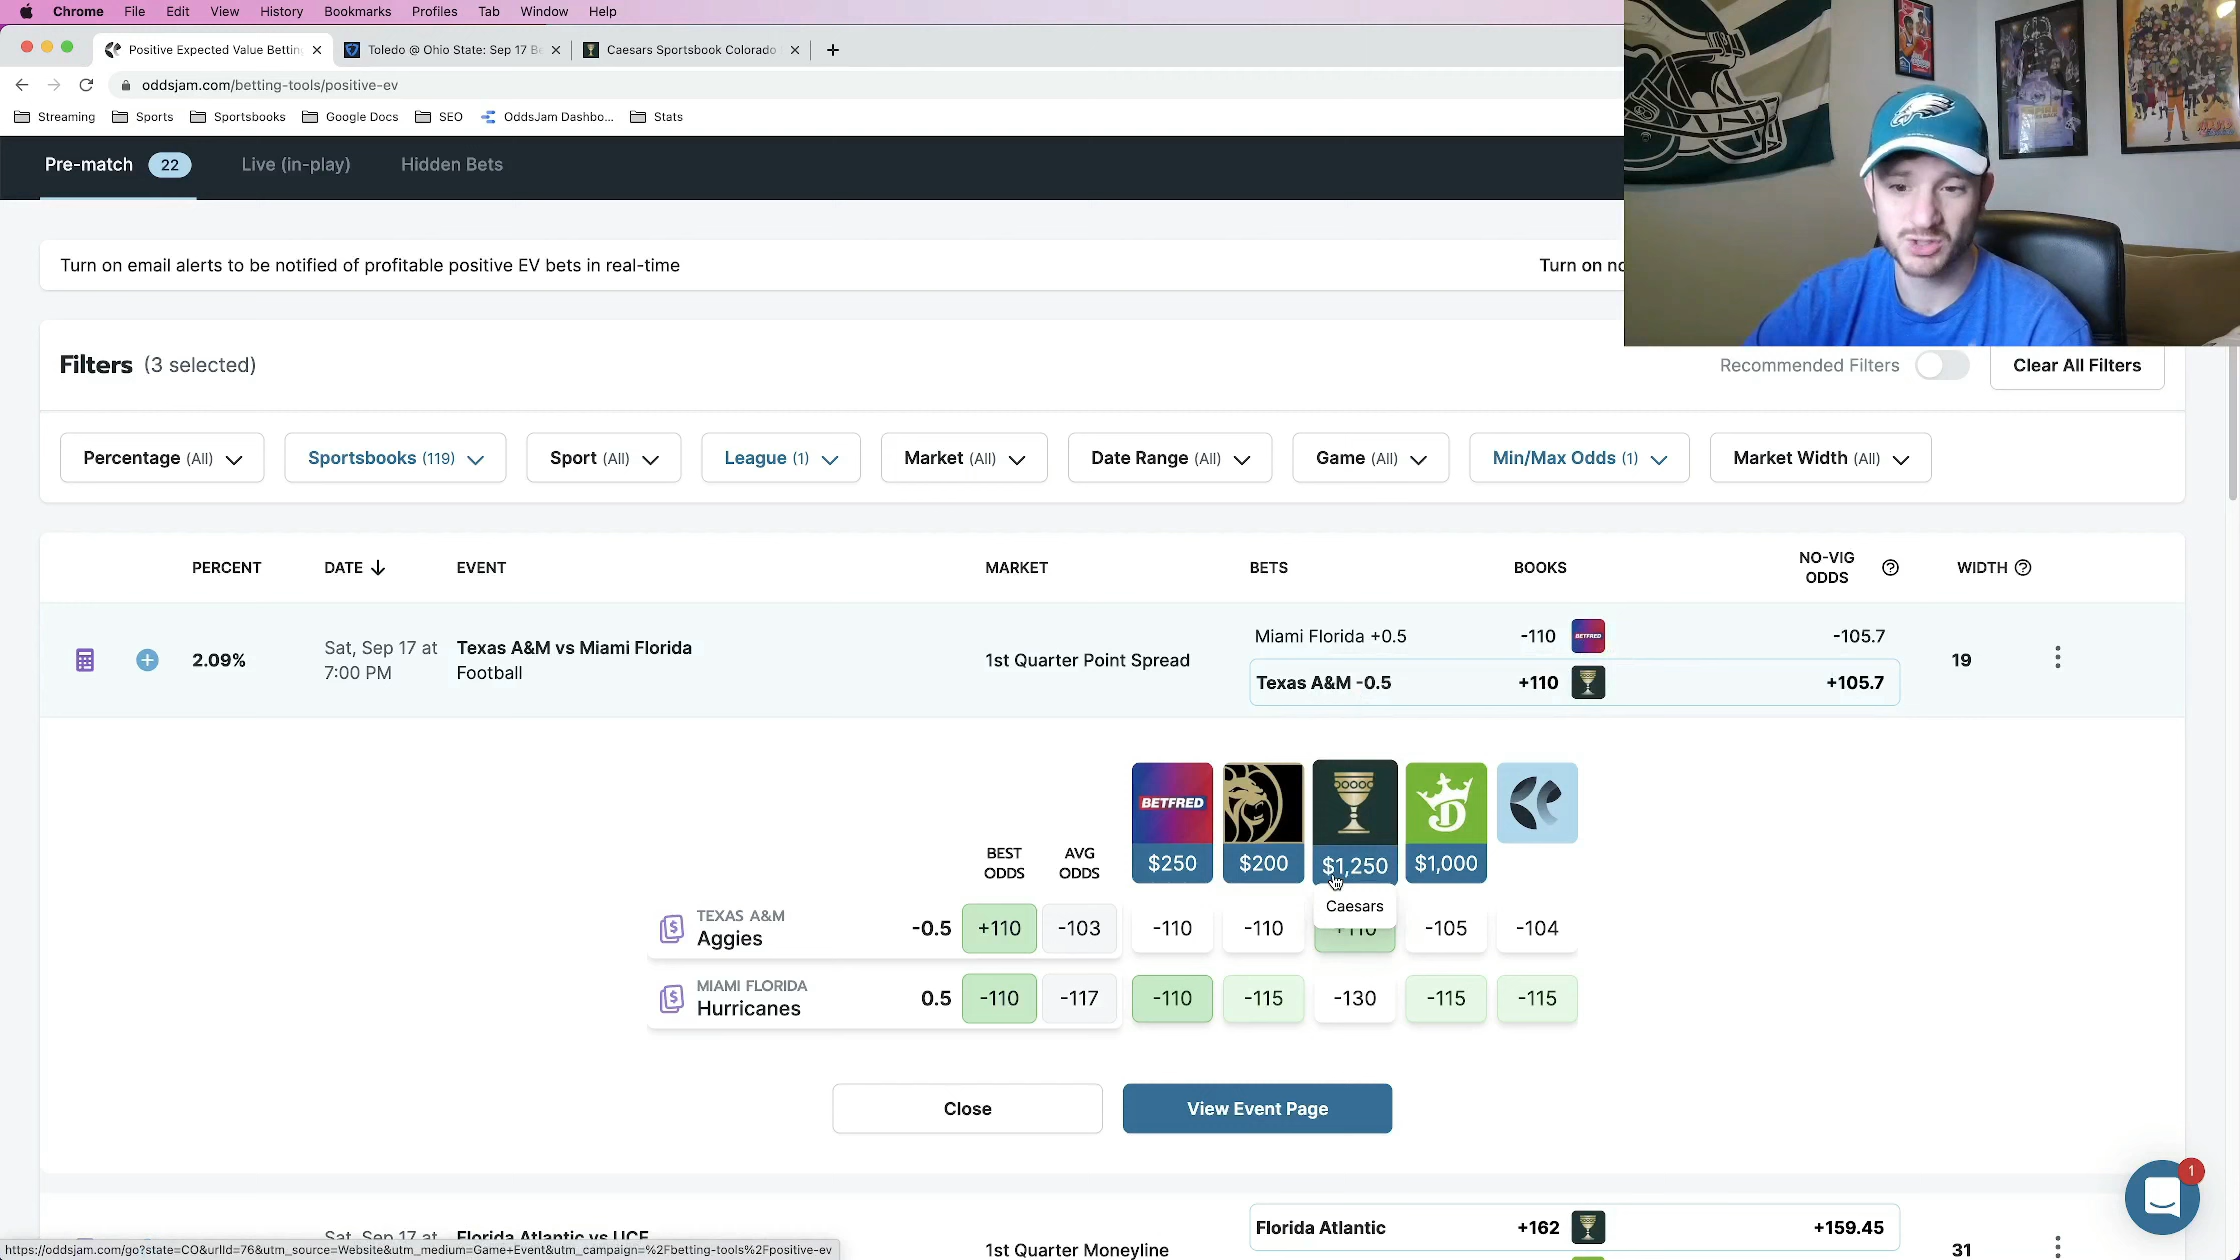 Chrome File Edit View History Bookmarks Profiles Tab Window Help
Positive Expected Value Bettin
Toledo @ Ohio State: Sep 17 Be
Caesars Sportsbook Colorado
oddsjam.com/betting-tools/positive-ev
Streaming Sports Sportsbooks Google Docs SEO OddsJam Dashbo... Stats
Pre-match 22 Live (in-play) Hidden Bets
Turn on email alerts to be notified of profitable positive EV bets in real-time
Turn on no
Filters (3 selected)
Recommended Filters
Clear All Filters
Percentage (All) Sportsbooks (119) Sport (All) League (1) Market (All) Date Range (All) Game (All) Min/Max Odds (1) Market Width (All)
PERCENT DATE EVENT MARKET BETS BOOKS NO-VIG ODDS WIDTH
2.09%
Sat, Sep 17 at 7:00 PM
Texas A&M vs Miami Florida
Football
1st Quarter Point Spread
Miami Florida +0.5 -110 BETFRED -105.7
Texas A&M -0.5 +110 +105.7
19
BETFRED
$250 $200 $1,250 $1,000
BEST ODDS AVG ODDS
Caesars
TEXAS A&M
Aggies -0.5 +110 -103 -110 -110 +110 -105 -104
MIAMI FLORIDA
Hurricanes 0.5 -110 -117 -110 -115 -130 -115 -115
Close View Event Page
1
Sat, Sep 17 at Florida Atlantic vs UCF
1st Quarter Moneyline
Florida Atlantic +162 +159.45
31
https://oddsjam.com/go?state=CO&urlId=76&utm_source=Website&utm_medium=Game+Event&utm_campaign=%2Fbetting-tools%2Fpositive-ev